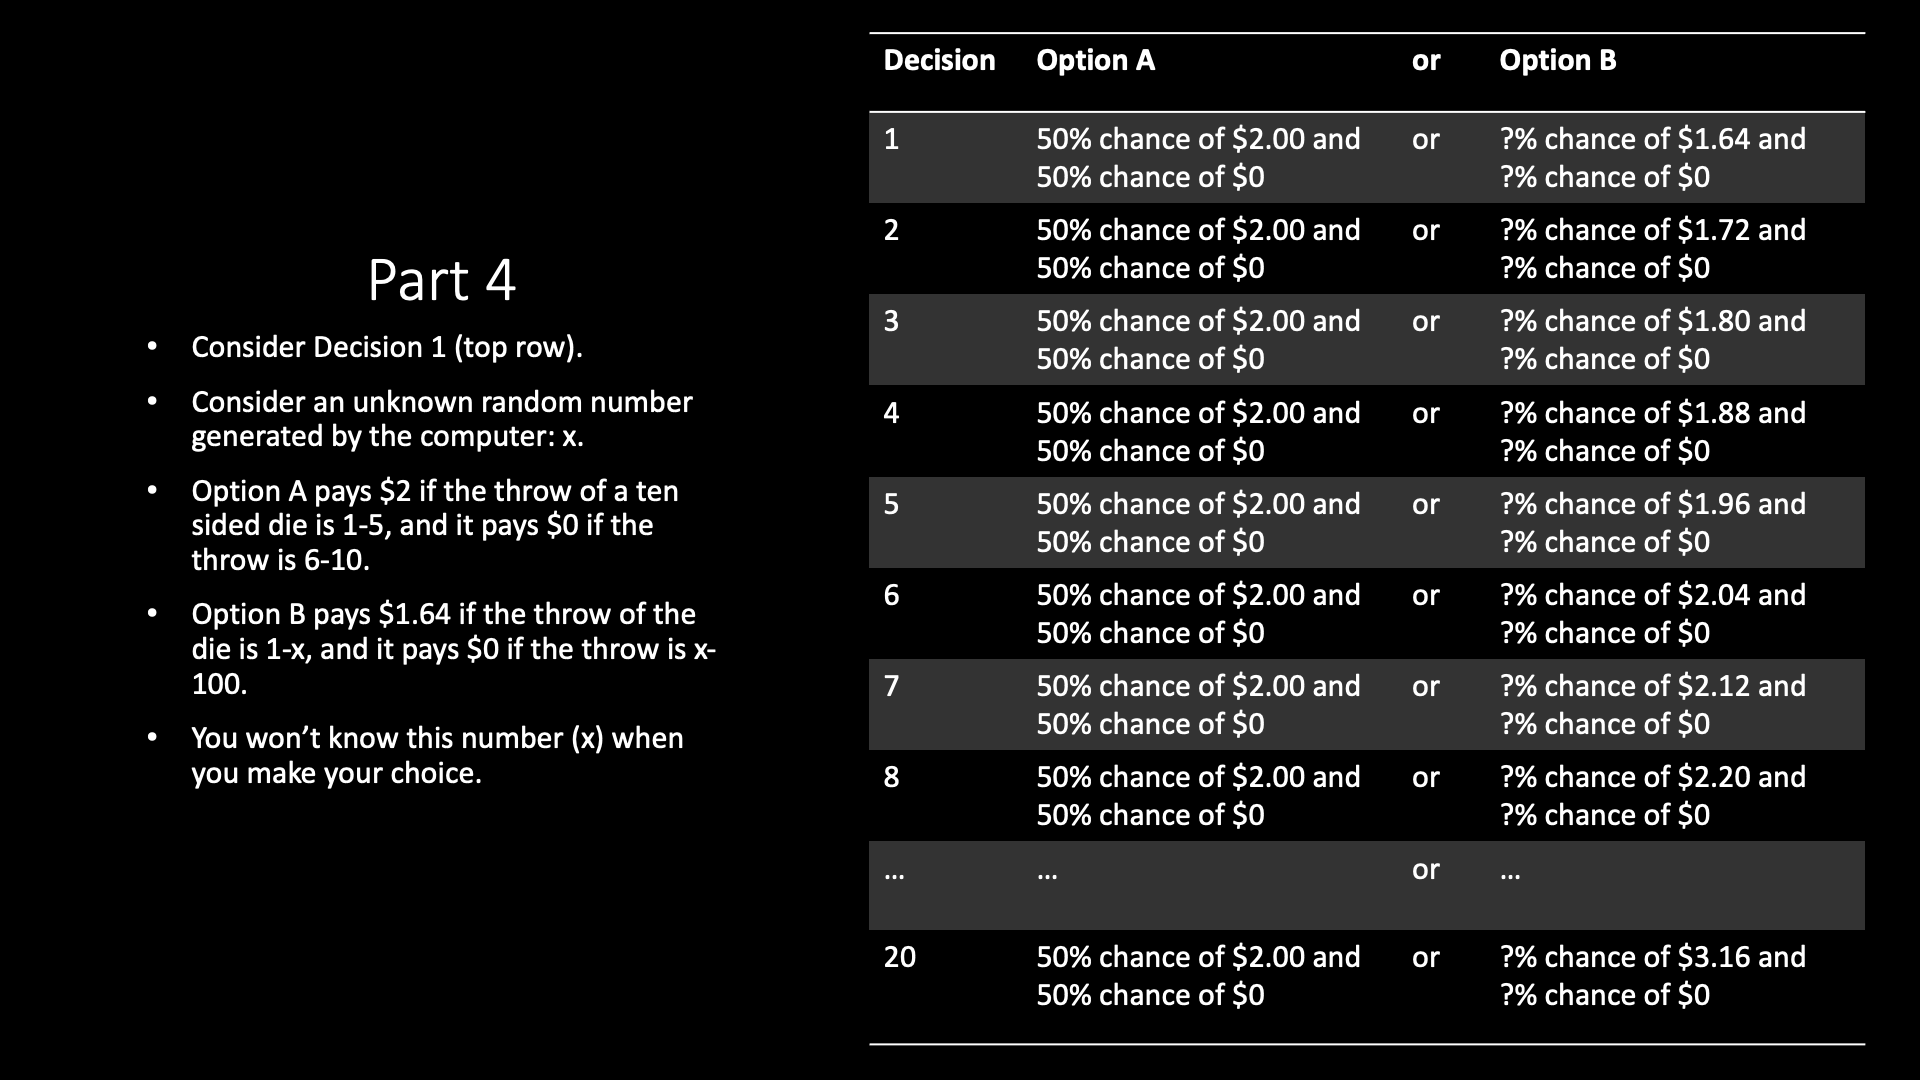 Part 4
• Consider Decision 1 (top row).
• Consider an unknown random number
generated by the computer: x.
• Option A pays $2 if the throw of a ten
sided die is 1-5, and it pays $0 if the
throw is 6-10.
• Option B pays $1.64 if the throw of the
die is 1-x, and it pays $0 if the throw is x-
100.
• You won’t know this number (x) when
you make your choice.
Decision Option A or Option B
1 50% chance of $2.00 and or ?% chance of $1.64 and
50% chance of $0 ?% chance of $0
2 50% chance of $2.00 and or ?% chance of $1.72 and
50% chance of $0 ?% chance of $0
3 50% chance of $2.00 and or ?% chance of $1.80 and
50% chance of $0 ?% chance of $0
4 50% chance of $2.00 and or ?% chance of $1.88 and
50% chance of $0 ?% chance of $0
5 50% chance of $2.00 and or ?% chance of $1.96 and
50% chance of $0 ?% chance of $0
6 50% chance of $2.00 and or ?% chance of $2.04 and
50% chance of $0 ?% chance of $0
7 50% chance of $2.00 and or ?% chance of $2.12 and
50% chance of $0 ?% chance of $0
8 50% chance of $2.00 and or ?% chance of $2.20 and
50% chance of $0 ?% chance of $0
... ... or ...
20 50% chance of $2.00 and or ?% chance of $3.16 and
50% chance of $0 ?% chance of $0